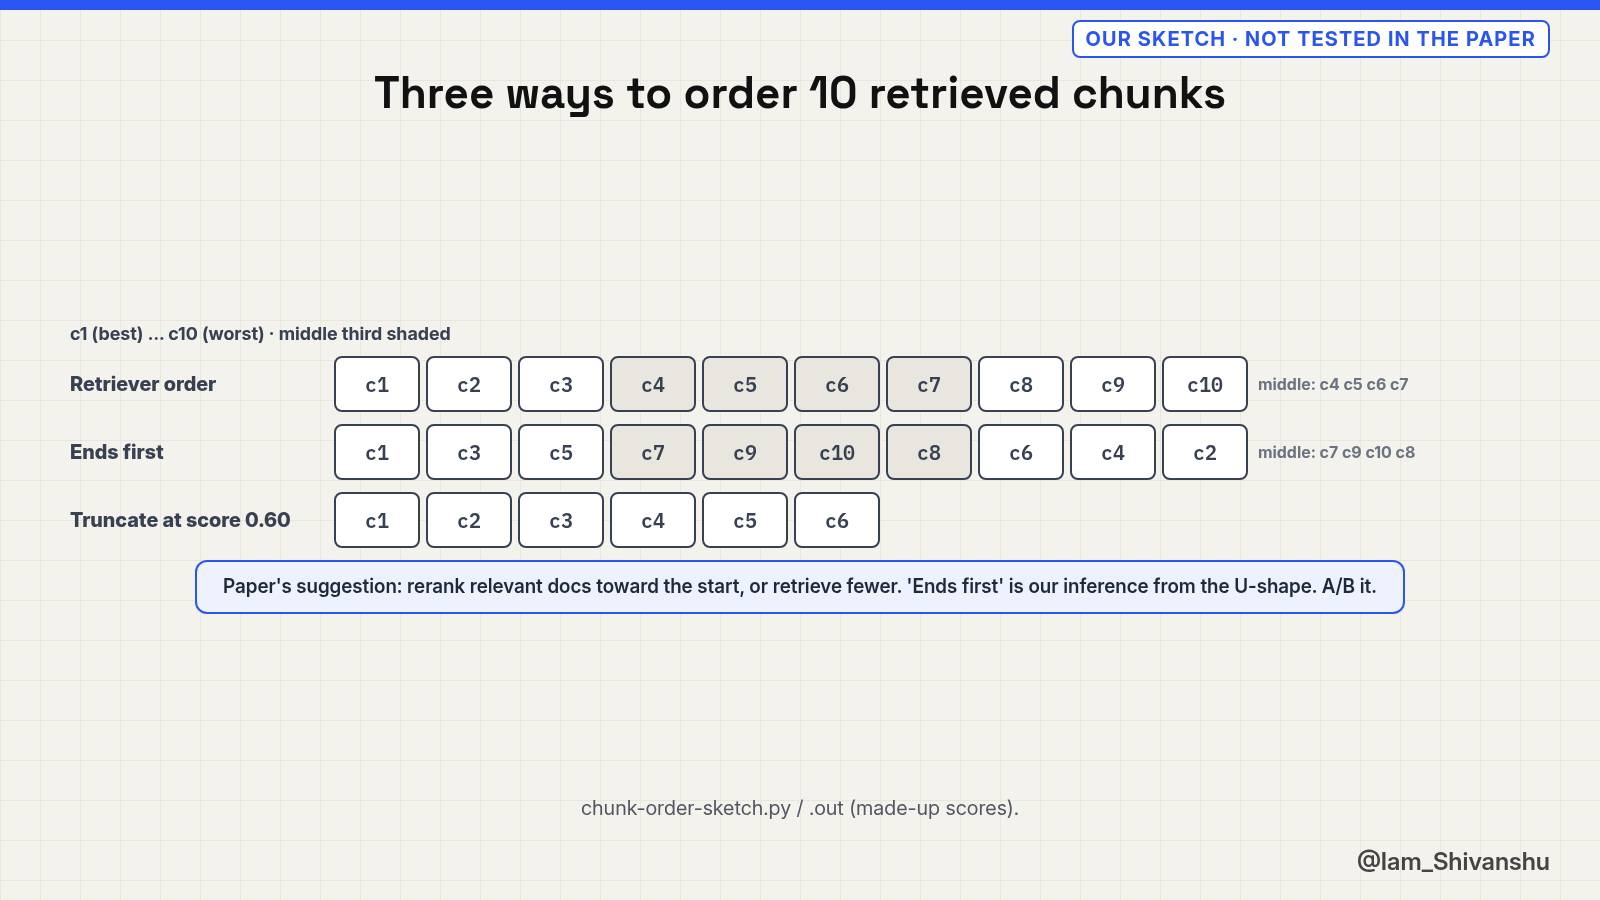 OUR SKETCH · NOT TESTED IN THE PAPER
Three ways to order 10 retrieved chunks
c1 (best) ... c10 (worst) · middle third shaded
Retriever order c1 c2 c3 c4 c5 c6 c7 c8 c9 c10 middle: c4 c5 c6 c7
Ends first c1 c3 c5 c7 c9 c10 c8 c6 c4 c2 middle: c7 c9 c10 c8
Truncate at score 0.60 c1 c2 c3 c4 c5 c6
Paper's suggestion: rerank relevant docs toward the start, or retrieve fewer. 'Ends first' is our inference from the U-shape. A/B it.
chunk-order-sketch.py / .out (made-up scores).
@Iam_Shivanshu